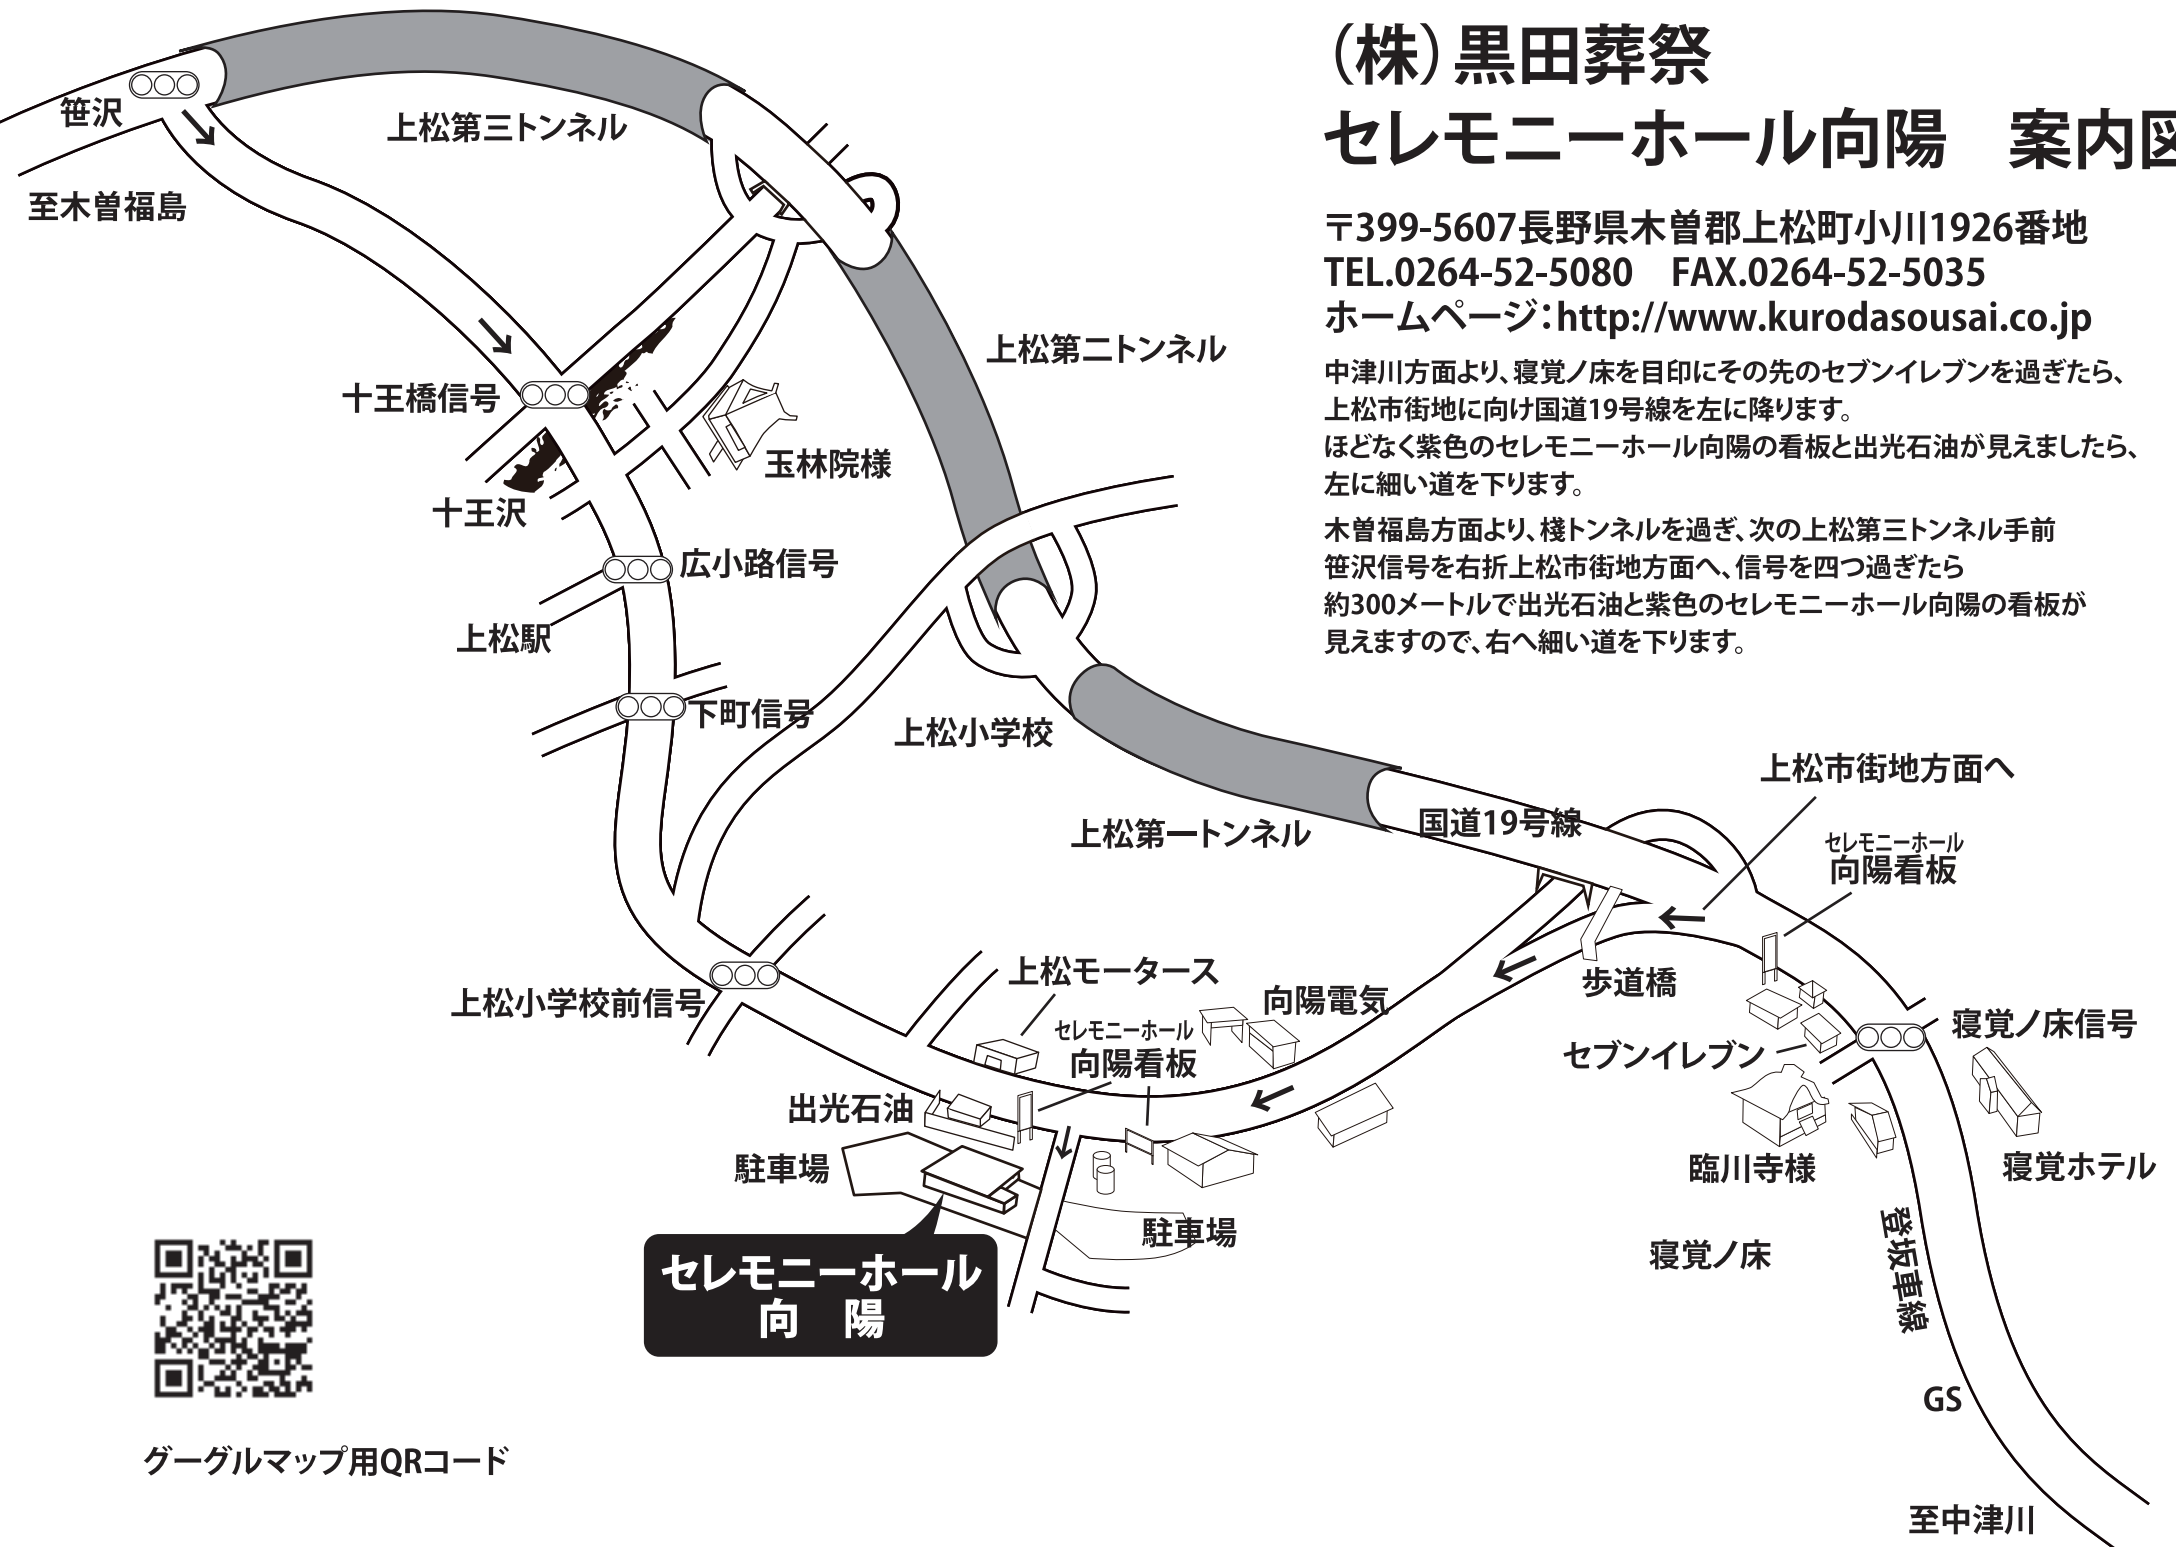 （株）黒田葬祭
セレモニーホール向陽　案内図
〒399-5607長野県木曽郡上松町小川1926番地
TEL.0264-52-5080　FAX.0264-52-5035
ホームページ：http://www.kurodasousai.co.jp
中津川方面より、寝覚ノ床を目印にその先のセブンイレブンを過ぎたら、
上松市街地に向け国道19号線を左に降ります。
ほどなく紫色のセレモニーホール向陽の看板と出光石油が見えましたら、
左に細い道を下ります。
木曽福島方面より、棧トンネルを過ぎ、次の上松第三トンネル手前
笹沢信号を右折上松市街地方面へ、信号を四つ過ぎたら
約300メートルで出光石油と紫色のセレモニーホール向陽の看板が
見えますので、右へ細い道を下ります。
笹沢
至木曽福島
上松第三トンネル
上松第二トンネル
十王橋信号
玉林院様
十王沢
広小路信号
上松駅
下町信号
上松小学校
上松第一トンネル
国道19号線
上松市街地方面へ
セレモニーホール
向陽看板
歩道橋
上松小学校前信号
上松モータース
向陽電気
セレモニーホール
向陽看板
セブンイレブン
寝覚ノ床信号
出光石油
駐車場
駐車場
臨川寺様
寝覚ホテル
寝覚ノ床
登坂車線
セレモニーホール
向　陽
GS
グーグルマップ用QRコード
至中津川